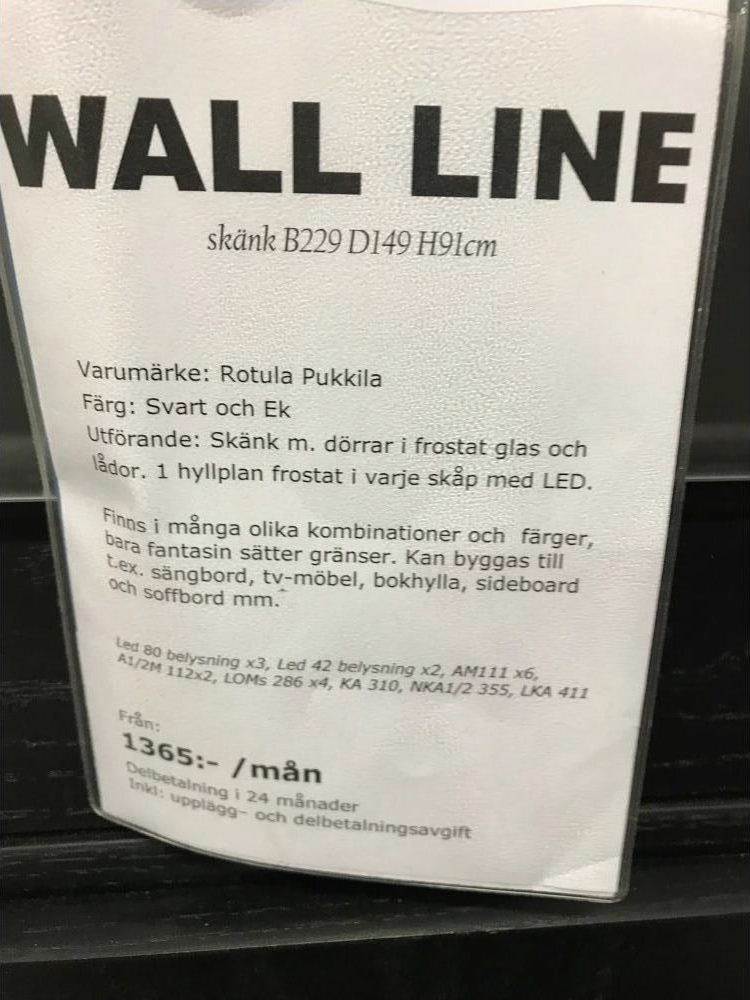 WALL LINE
skänk B229 D149 H91cm
Varumärke: Rotula Pukkila
Färg: Svart och Ek
Utförande: Skänk m. dörrar i frostat glas och
lådor. 1 hyllplan frostat i varje skåp med LED.
Finns i många olika kombinationer och färger,
bara fantasin sätter gränser. Kan byggas till
t.ex. sängbord, tv-möbel, bokhylla, sideboard
och soffbord mm.
Led 80 belysning x3, Led 42 belysning x2, AM111 x6,
A1/2M 112x2, LOMs 286 x4, KA 310, NKA1/2 355, LKA 411
Från:
1365:- /mån
Delbetalning i 24 månader
Inkl: upplägg- och delbetalningsavgift